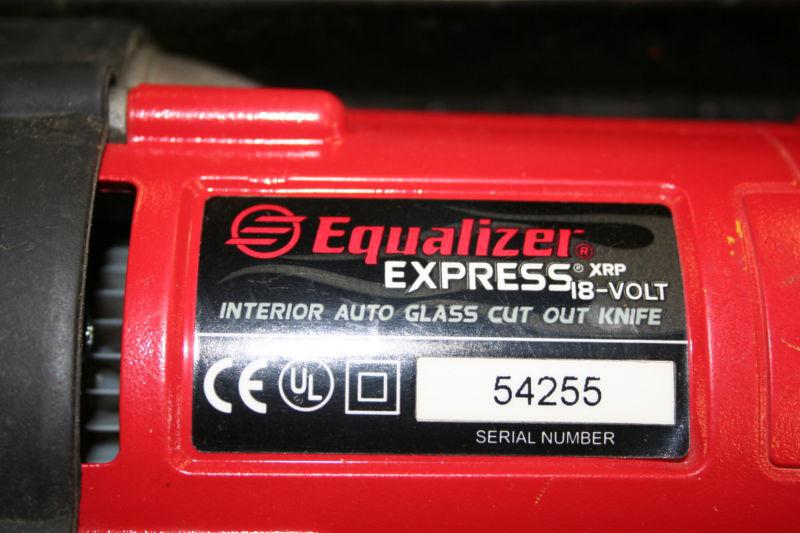 Equalizer®
EXPRESS® XRP
18-VOLT
INTERIOR AUTO GLASS CUT OUT KNIFE
CE UL 54255
SERIAL NUMBER